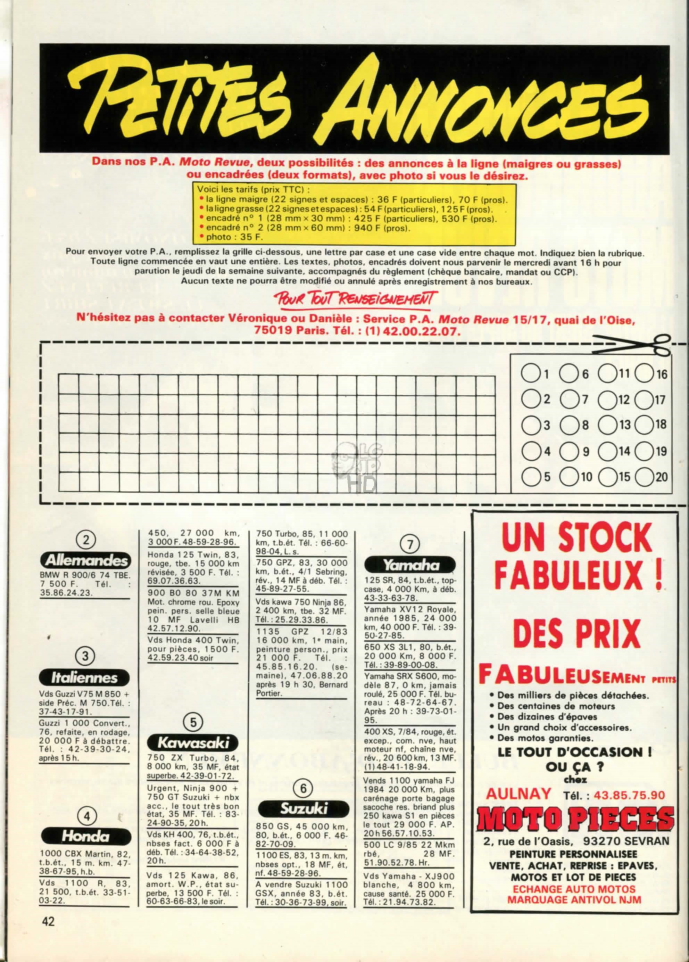 PETITES ANNONCES
Dans nos P.A. Moto Revue, deux possibilités : des annonces à la ligne (maigres ou grasses)
ou encadrées (deux formats), avec photo si vous le désirez.
Voici les tarifs (prix TTC) :
• la ligne maigre (22 signes et espaces) : 36 F (particuliers), 70 F (pros).
• la ligne grasse (22 signes et espaces) : 54 F (particuliers), 125 F (pros).
• encadré n° 1 (28 mm × 30 mm) : 425 F (particuliers), 530 F (pros).
• encadré n° 2 (28 mm × 60 mm) : 940 F (pros).
• photo : 35 F.
Pour envoyer votre P.A., remplissez la grille ci-dessous, une lettre par case et une case vide entre chaque mot. Indiquez bien la rubrique.
Toute ligne commencée en vaut une entière. Les textes, photos, encadrés doivent nous parvenir le mercredi avant 16 h pour
parution le jeudi de la semaine suivante, accompagnés du règlement (chèque bancaire, mandat ou CCP).
Aucun texte ne pourra être modifié ou annulé après enregistrement à nos bureaux.
POUR TOUT RENSEIGNEMENT
N'hésitez pas à contacter Véronique ou Danièle : Service P.A. Moto Revue 15/17, quai de l'Oise,
75019 Paris. Tél. : (1) 42.00.22.07.
1 6 11 16
2 7 12 17
3 8 13 18
4 9 14 19
5 10 15 20
HD
2
Allemandes
BMW R 900/6 74 TBE.
7 500 F. Tél. :
35.86.24.23.
3
Italiennes
Vds Guzzi V75 M 850 +
side Préc. M 750.Tél. :
37-43-17-91.
Guzzi 1 000 Convert.,
76, refaite, en rodage,
20 000 F à débattre.
Tél. : 42-39-30-24,
après 15 h.
4
Honda
1000 CBX Martin, 82,
t.b.ét., 15 m. km. 47-
38-67-95, h.b.
Vds 1100 R, 83,
21 500, t.b.ét. 33-51-
03-22.
450, 27 000 km,
3 000 F. 48-59-28-96.
Honda 125 Twin, 83,
rouge, tbe. 15 000 km
révisée, 3 500 F. Tél. :
69.07.36.63.
900 B0 80 37M KM
Mot. chrome rou. Epoxy
pein. pers. selle bleue
10 MF Lavelli HB
42.57.12.90.
Vds Honda 400 Twin,
pour pièces, 1500 F.
42.59.23.40 soir
5
Kawasaki
750 ZX Turbo, 84,
8 000 km, 35 MF, état
superbe. 42-39-01-72.
Urgent, Ninja 900 +
750 GT Suzuki + nbx
acc., le tout très bon
état, 35 MF. Tél. : 83-
24-90-35, 20 h.
Vds KH 400, 76, t.b.ét.,
nbses fact. 6 000 F à
déb. Tél. : 34-64-38-52,
20 h.
Vds 125 Kawa, 86,
amort. W.P., état su-
perbe, 13 500 F. Tél. :
60-63-66-83, le soir.
750 Turbo, 85, 11 000
km, t.b.ét. Tél. : 66-60-
98-04, L. s.
750 GPZ, 83, 30 000
km, b.ét., 4/1 Sebring,
rév., 14 MF à déb. Tél. :
45-89-27-55.
Vds kawa 750 Ninja 86,
2 400 km, tbe. 32 MF.
Tél. : 25.29.33.86.
1135 GPZ 12/83
16 000 km, 1e main,
peinture person., prix
21 000 F. Tél. :
45.85.16.20. (se-
maine), 47.06.88.20
après 19 h 30, Bernard
Portier.
6
Suzuki
850 GS, 45 000 km,
80, b.ét., 6 000 F. 46-
82-70-09.
1100 ES, 83, 13 m. km,
nbses opt., 18 MF, ét,
nf. 48-59-28-96.
A vendre Suzuki 1100
GSX, année 83, b.ét.
Tél. : 30-36-73-99, soir.
7
Yamaha
125 SR, 84, t.b.ét., top-
case, 4 000 Km, à déb.
43-33-63-78.
Yamaha XV12 Royale,
année 1985, 24 000
km, 40 000 F. Tél. : 39-
50-27-85.
650 XS 3L1, 80, b.ét.,
20 000 Km, 8 000 F.
Tél. : 39-89-00-08.
Yamaha SRX S600, mo-
dèle 87, 0 km, jamais
roulé, 25 000 F. Tél. bu-
reau : 48-72-64-67.
Après 20 h : 39-73-01-
95.
400 XS, 7/84, rouge, ét.
excep., com. nve, haut
moteur nf, chaîne nve,
rév., 20 600 km, 13 MF.
(1) 48-41-18-94.
Vends 1100 yamaha FJ
1984 20 000 Km, plus
carénage porte bagage
sacoche res. briand plus
250 kawa S1 en pièces
le tout 29 000 F. AP.
20h 56.57.10.53.
500 LC 9/85 22 Mkm
rbé, 28 MF.
51.90.52.78. Hr.
Vds Yamaha - XJ900
blanche, 4 800 km,
cause santé. 25 000 F.
Tél. : 21.94.73.82.
UN STOCK
FABULEUX !
DES PRIX
FABULEUSEMENT PETITS
• Des milliers de pièces détachées.
• Des centaines de moteurs
• Des dizaines d'épaves
• Un grand choix d'accessoires.
• Des motos garanties.
LE TOUT D'OCCASION !
OU ÇA ?
chez
AULNAY Tél. : 43.85.75.90
MOTO PIECES
2, rue de l'Oasis, 93270 SEVRAN
PEINTURE PERSONNALISEE
VENTE, ACHAT, REPRISE : EPAVES,
MOTOS ET LOT DE PIECES
ECHANGE AUTO MOTOS
MARQUAGE ANTIVOL NJM
42